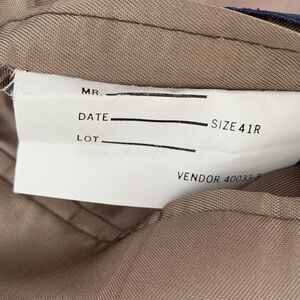 MR.
DATE SIZE 41R
LOT
VENDOR 40033